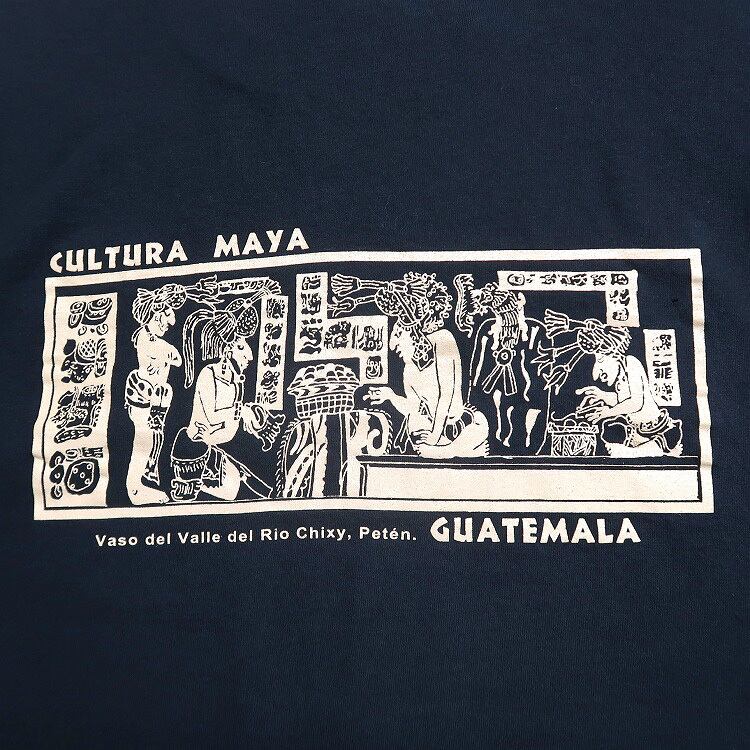 CULTURA MAYA
Vaso del Valle del Rio Chixy, Petén. GUATEMALA